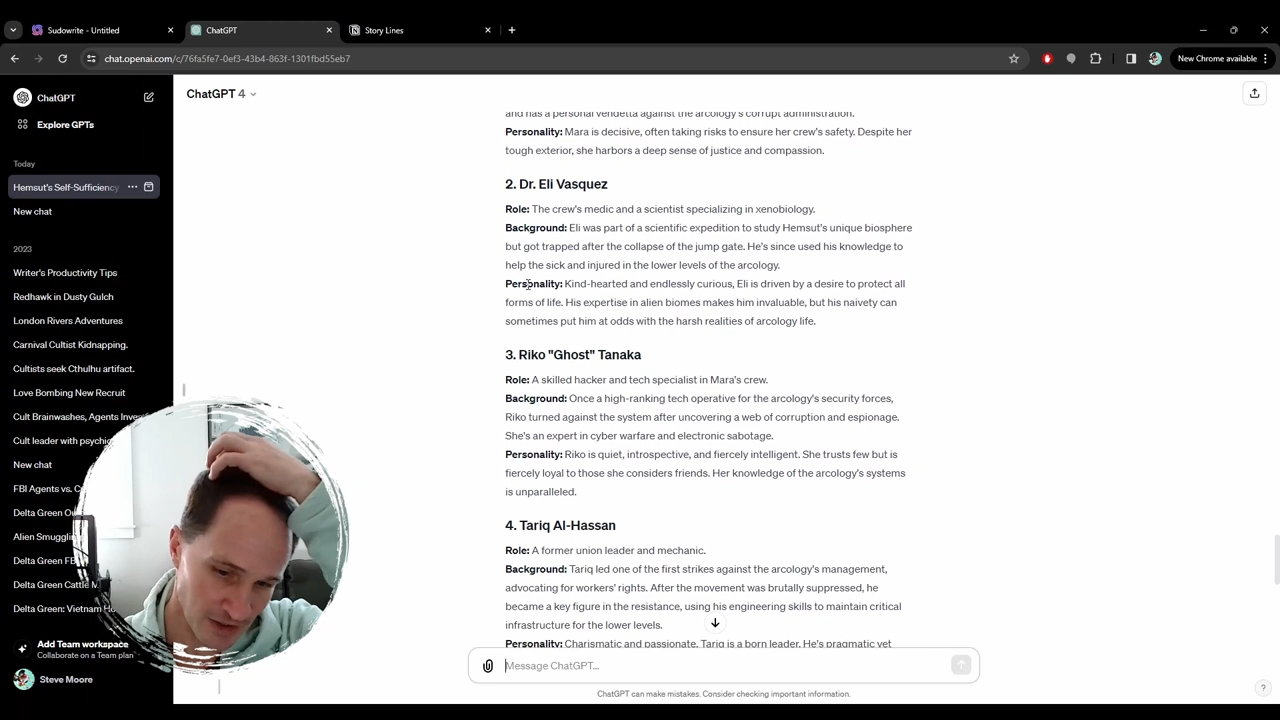 Sudowrite - Untitled
ChatGPT
Story Lines
chat.openai.com/c/76fa5fe7-0ef3-43b4-863f-1301fbd55eb7
New Chrome available
ChatGPT
Explore GPTs
Today
Hemsut's Self-Sufficiency
New chat
2023
Writer's Productivity Tips
Redhawk in Dusty Gulch
London Rivers Adventures
Carnival Cultist Kidnapping.
Cultists seek Cthulhu artifact.
Love Bombing New Recruit
Cult Brainwashes, Agents Inve
Cult leader with psychic
New chat
FBI Agents vs. C
Delta Green Ou
Alien Smuggling
Delta Green FBI
Delta Green Cattle M
Delta Green: Vietnam Ho
Add Team workspace
Collaborate on a Team plan
Steve Moore
ChatGPT 4
and has a personal vendetta against the arcology's corrupt administration.
Personality: Mara is decisive, often taking risks to ensure her crew's safety. Despite her
tough exterior, she harbors a deep sense of justice and compassion.
2. Dr. Eli Vasquez
Role: The crew's medic and a scientist specializing in xenobiology.
Background: Eli was part of a scientific expedition to study Hemsut's unique biosphere
but got trapped after the collapse of the jump gate. He's since used his knowledge to
help the sick and injured in the lower levels of the arcology.
Personality: Kind-hearted and endlessly curious, Eli is driven by a desire to protect all
forms of life. His expertise in alien biomes makes him invaluable, but his naivety can
sometimes put him at odds with the harsh realities of arcology life.
3. Riko "Ghost" Tanaka
Role: A skilled hacker and tech specialist in Mara's crew.
Background: Once a high-ranking tech operative for the arcology's security forces,
Riko turned against the system after uncovering a web of corruption and espionage.
She's an expert in cyber warfare and electronic sabotage.
Personality: Riko is quiet, introspective, and fiercely intelligent. She trusts few but is
fiercely loyal to those she considers friends. Her knowledge of the arcology's systems
is unparalleled.
4. Tariq Al-Hassan
Role: A former union leader and mechanic.
Background: Tariq led one of the first strikes against the arcology's management,
advocating for workers' rights. After the movement was brutally suppressed, he
became a key figure in the resistance, using his engineering skills to maintain critical
infrastructure for the lower levels.
Personality: Charismatic and passionate, Tariq is a born leader. He's pragmatic yet
Message ChatGPT...
ChatGPT can make mistakes. Consider checking important information.
?